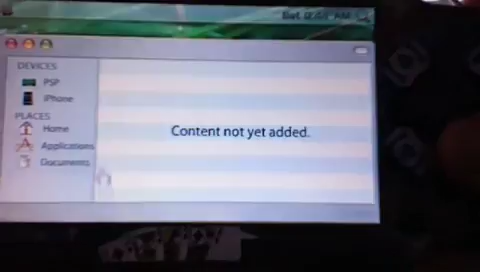 DEVICES
PSP
iPhone
PLACES
Home
Applications
Documents
Content not yet added.